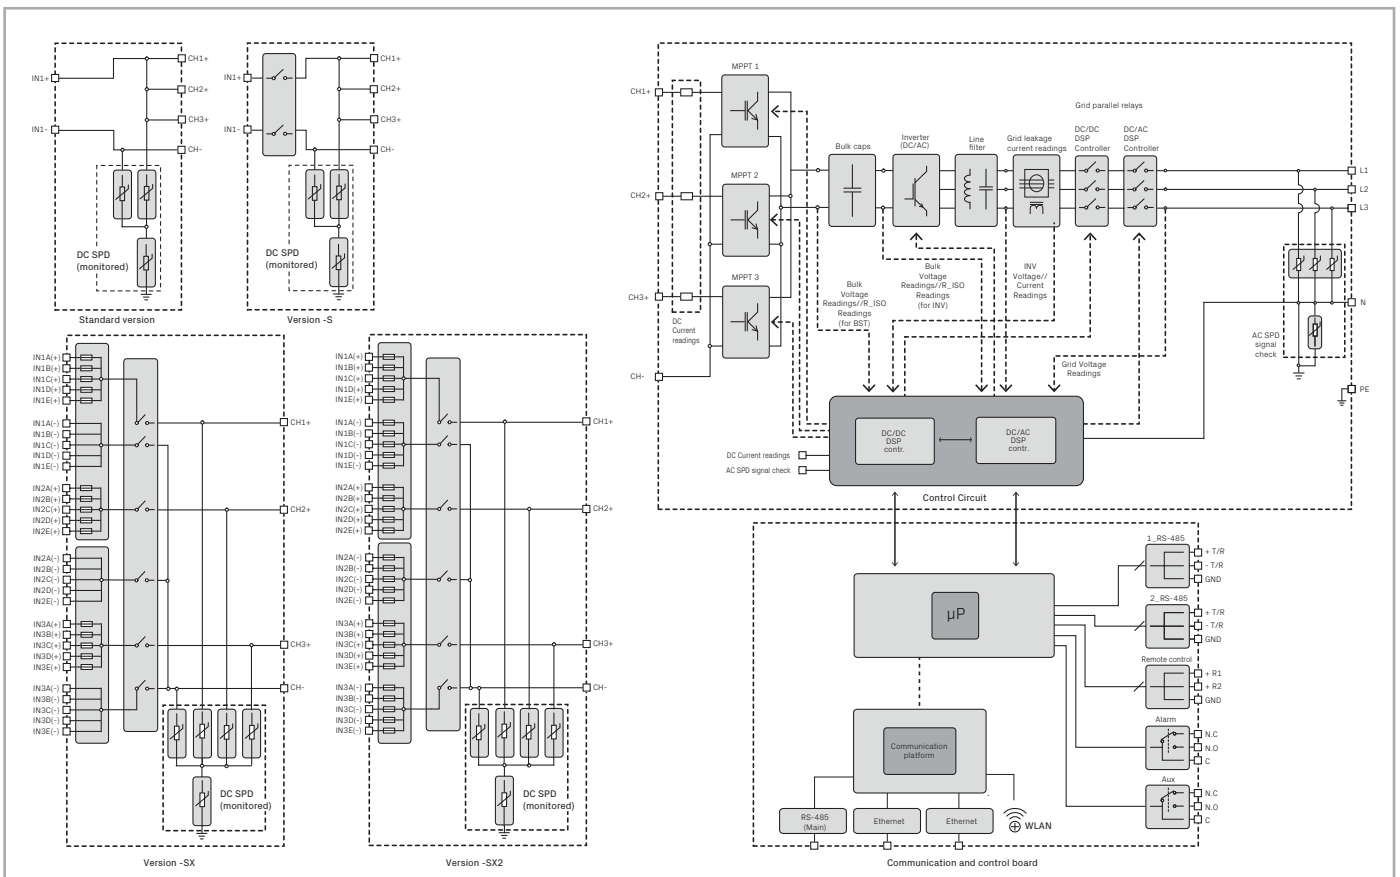 IN1+
IN1-
CH1+
CH2+
CH3+
CH-
DC SPD
(monitored)
Standard version
IN1+
IN1-
CH1+
CH2+
CH3+
CH-
DC SPD
(monitored)
Version -S
IN1A(+)
IN1B(+)
IN1C(+)
IN1D(+)
IN1E(+)
IN1A(-)
IN1B(-)
IN1C(-)
IN1D(-)
IN1E(-)
IN2A(+)
IN2B(+)
IN2C(+)
IN2D(+)
IN2E(+)
IN2A(-)
IN2B(-)
IN2C(-)
IN2D(-)
IN2E(-)
IN3A(+)
IN3B(+)
IN3C(+)
IN3D(+)
IN3E(+)
IN3A(-)
IN3B(-)
IN3C(-)
IN3D(-)
IN3E(-)
CH1+
CH2+
CH3+
CH-
DC SPD
(monitored)
Version -SX
IN1A(+)
IN1B(+)
IN1C(+)
IN1D(+)
IN1E(+)
IN1A(-)
IN1B(-)
IN1C(-)
IN1D(-)
IN1E(-)
IN2A(+)
IN2B(+)
IN2C(+)
IN2D(+)
IN2E(+)
IN2A(-)
IN2B(-)
IN2C(-)
IN2D(-)
IN2E(-)
IN3A(+)
IN3B(+)
IN3C(+)
IN3D(+)
IN3E(+)
IN3A(-)
IN3B(-)
IN3C(-)
IN3D(-)
IN3E(-)
CH1+
CH2+
CH3+
CH-
DC SPD
(monitored)
Version -SX2
CH1+
CH2+
CH3+
CH-
DC
Current
readings
MPPT 1
MPPT 2
MPPT 3
Bulk caps
Inverter
(DC/AC)
Line
filter
Grid leakage
current readings
Grid parallel relays
DC/DC
DSP
Controller
DC/AC
DSP
Controller
L1
L2
L3
N
PE
Bulk
Voltage
Readings//R_ISO
Readings
(for BST)
Bulk
Voltage
Readings//R_ISO
Readings
(for INV)
INV
Voltage//
Current
Readings
Grid Voltage
Readings
AC SPD
signal
check
DC/DC
DSP
contr.
DC/AC
DSP
contr.
DC Current readings
AC SPD signal check
Control Circuit
µP
Communication
platform
RS-485
(Main)
Ethernet
Ethernet
WLAN
1_RS-485
+ T/R
- T/R
GND
2_RS-485
+ T/R
- T/R
GND
Remote control
+ R1
+ R2
GND
Alarm
N.C
N.O
C
Aux
N.C
N.O
C
Communication and control board